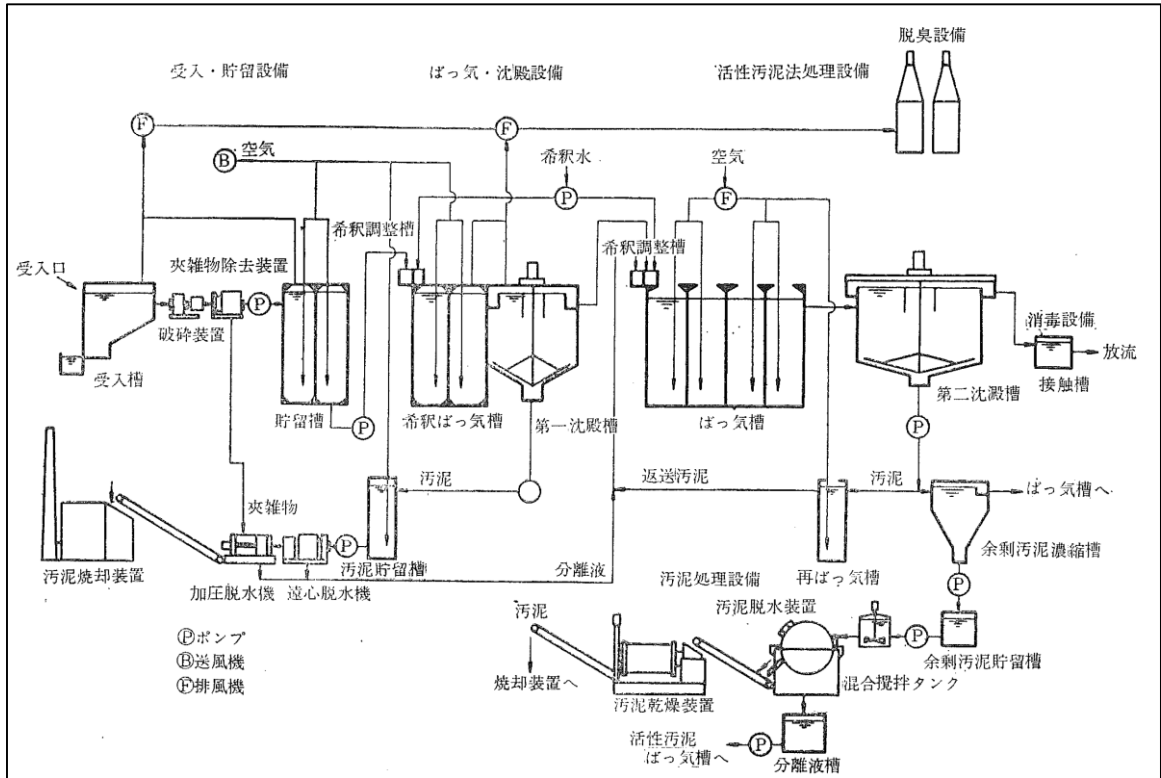 脱臭設備
受入・貯留設備
ばっ気・沈殿設備
活性汚泥法処理設備
F
F
B
空気
希釈水
空気
P
F
希釈調整槽
希釈調整槽
受入口
夾雑物除去装置
P
破砕装置
受入槽
消毒設備
放流
接触槽
貯留槽
P
希釈ばっ気槽
第一沈殿槽
ばっ気槽
第二沈澱槽
P
汚泥
返送汚泥
汚泥
ばっ気槽へ
夾雑物
余剰汚泥濃縮槽
P
汚泥焼却装置
汚泥貯留槽
分離液
再ばっ気槽
P
加圧脱水機
遠心脱水機
汚泥処理設備
汚泥脱水装置
P
余剰汚泥貯留槽
汚泥
Ⓟポンプ
Ⓑ送風機
Ⓕ排風機
焼却装置へ
汚泥乾燥装置
混合撹拌タンク
活性汚泥
ばっ気槽へ
P
分離液槽